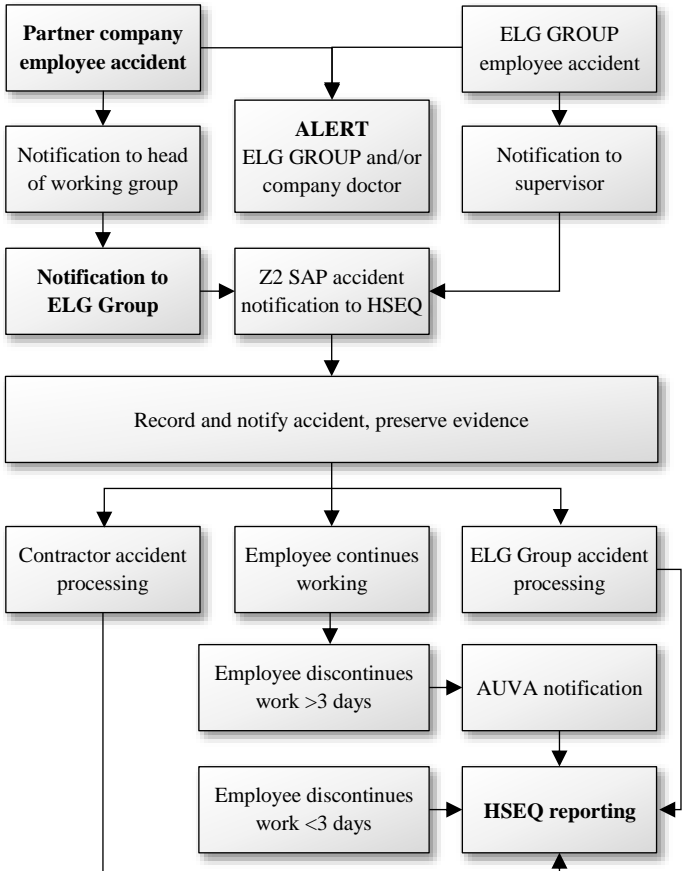 Partner company
employee accident
ELG GROUP
employee accident
ALERT
ELG GROUP and/or
company doctor
Notification to head
of working group
Notification to
supervisor
Notification to
ELG Group
Z2 SAP accident
notification to HSEQ
Record and notify accident, preserve evidence
Contractor accident
processing
Employee continues
working
ELG Group accident
processing
Employee discontinues
work >3 days
AUVA notification
Employee discontinues
work <3 days
HSEQ reporting